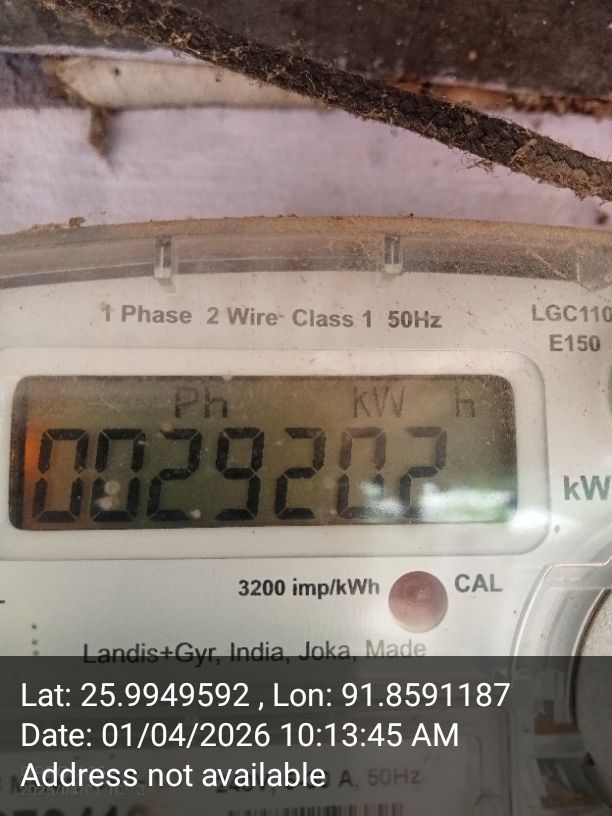 1 Phase 2 Wire Class 1 50Hz
LGC110
E150
Ph kW h
0029202
kW
3200 imp/kWh CAL
Landis+Gyr, India, Joka, Made
Lat: 25.9949592 , Lon: 91.8591187
Date: 01/04/2026 10:13:45 AM
Address not available
A, 50Hz